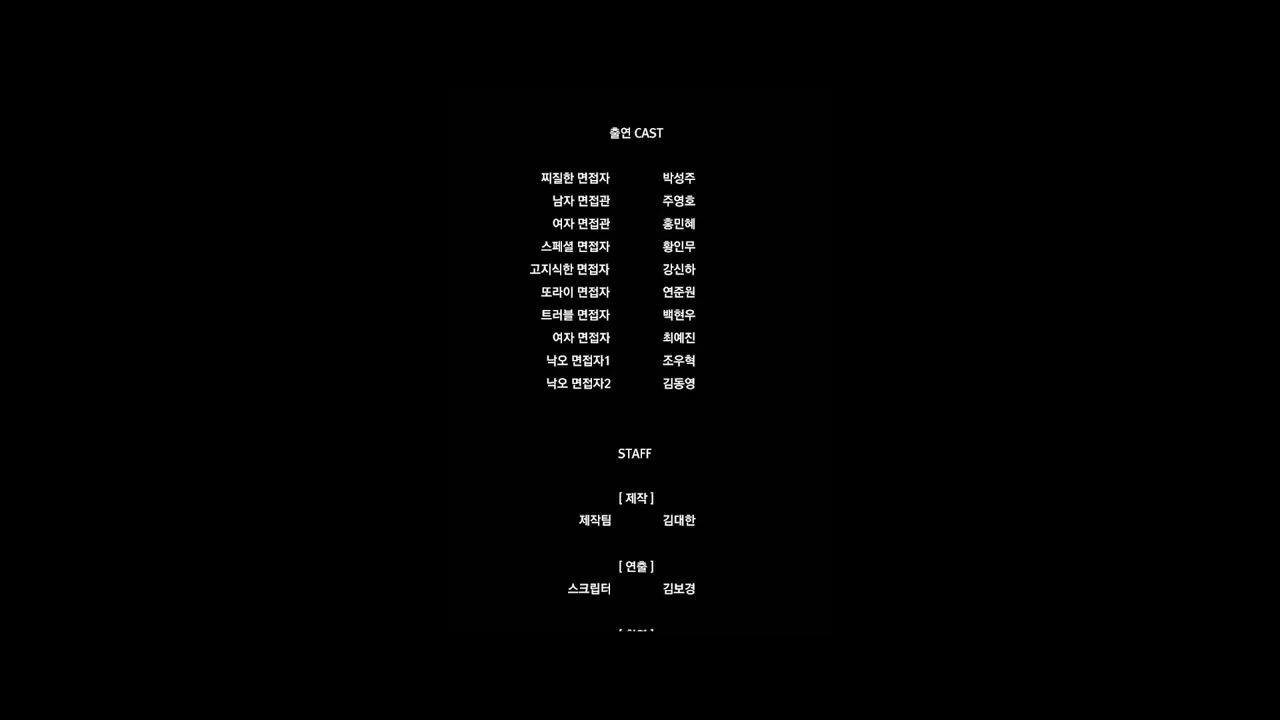 출연 CAST
찌질한 면접자 박성주
남자 면접관 주영호
여자 면접관 홍민혜
스페셜 면접자 황인무
고지식한 면접자 강신하
또라이 면접자 연준원
트러블 면접자 백현우
여자 면접자 최예진
낙오 면접자1 조우혁
낙오 면접자2 김동영
STAFF
[ 제작 ]
제작팀 김대한
[ 연출 ]
스크립터 김보경